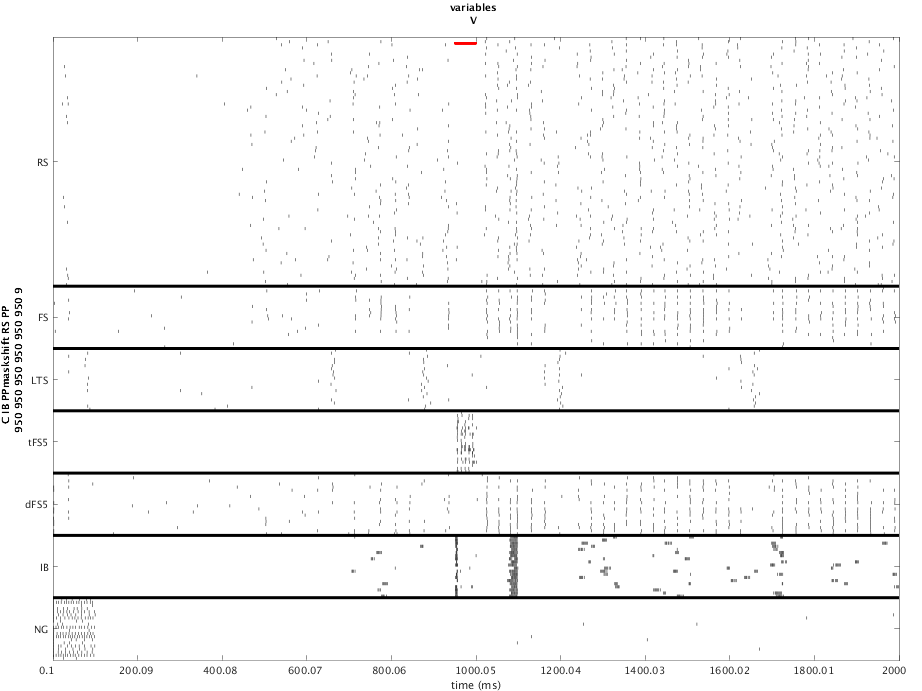 variables
V
RS
FS
LTS
tFS5
dFS5
IB
NG
C IB PPmaskshift RS PP
950 950 950 950 950 950 9
0.1 200.09 400.08 600.07 800.06 1000.05 1200.04 1400.03 1600.02 1800.01 2000
time (ms)